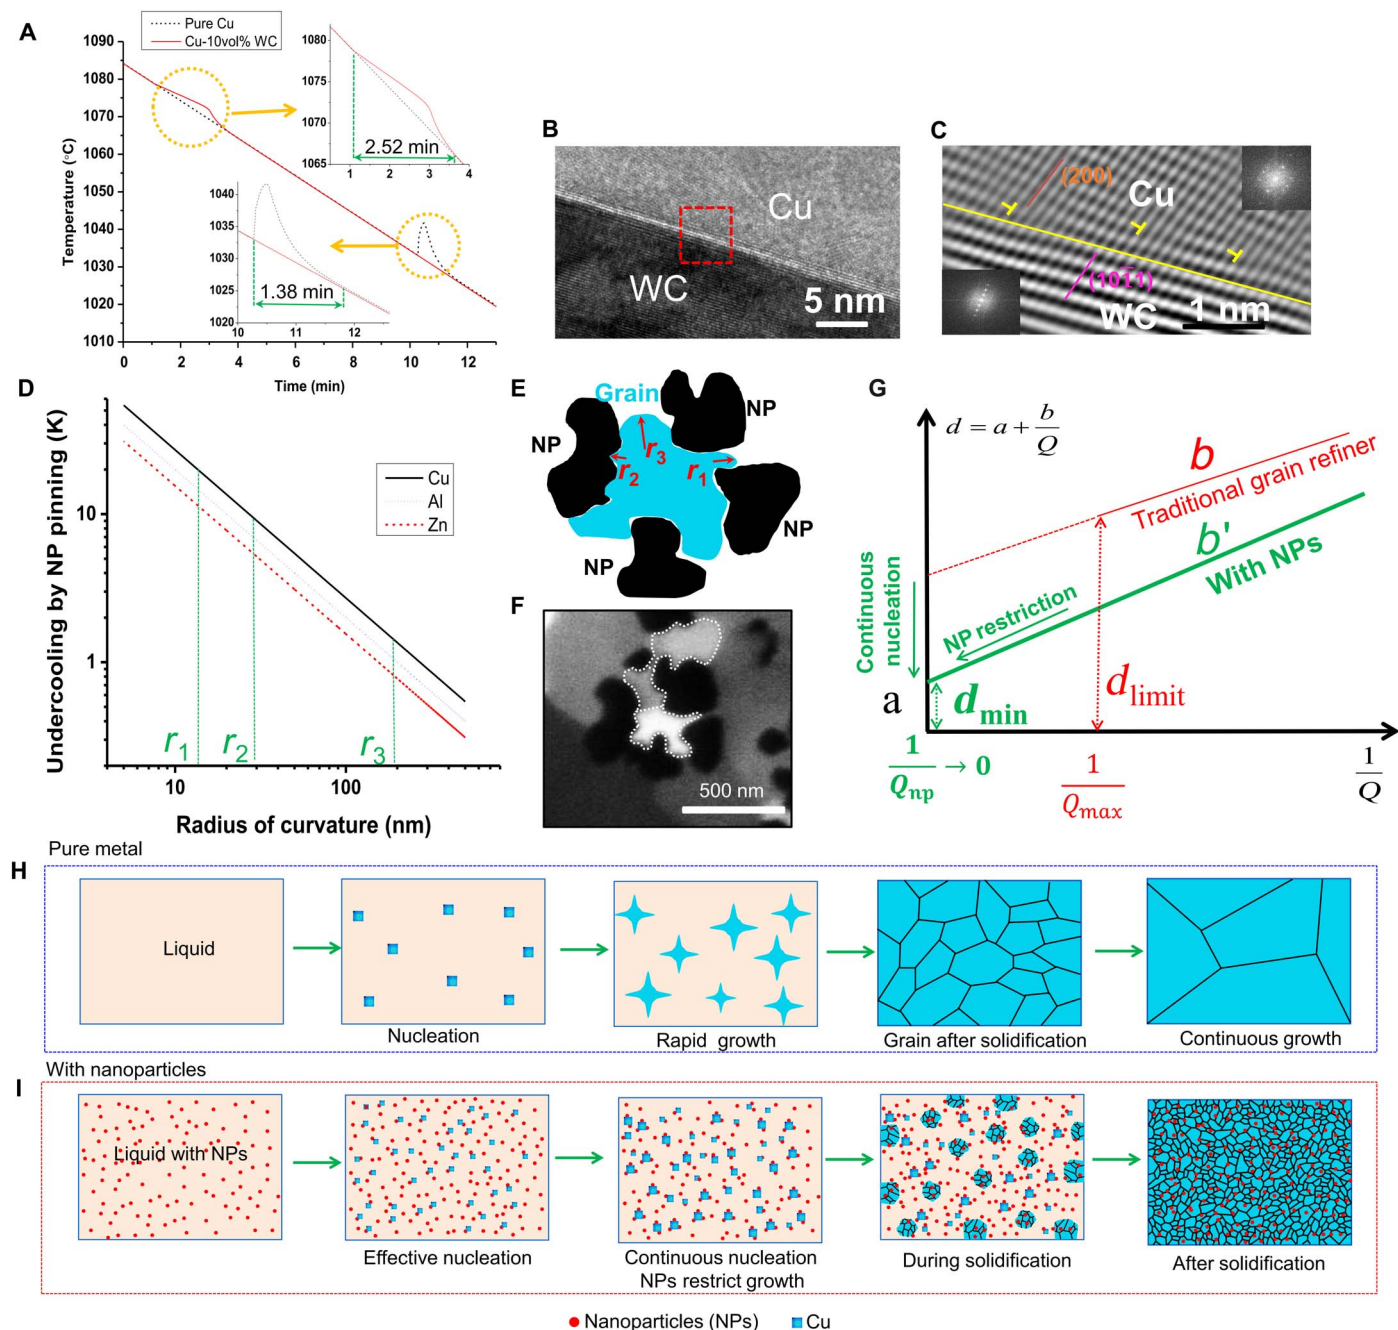 A
Pure Cu
Cu-10vol% WC
1090
1080
1070
1060
1050
1040
1030
1020
1010
0
2
4
6
8
10
12
Temperature (°C)
Time (min)
1080
1075
1070
1065
1
2
3
4
2.52 min
1040
1035
1030
1025
1020
10
11
12
1.38 min
B
Cu
WC
5 nm
C
(200)
Cu
(101̄1)
WC
1 nm
D
Undercooling by NP pinning (K)
10
1
Cu
Al
Zn
r1
r2
r3
10
100
Radius of curvature (nm)
E
Grain
NP
NP
NP
NP
r3
r2
r1
F
500 nm
G
d = a + b/Q
b
Traditional grain refiner
b'
With NPs
Continuous nucleation
NP restriction
a
dmin
dlimit
1/Qnp → 0
1/Qmax
1/Q
Pure metal
H
Liquid
Nucleation
Rapid growth
Grain after solidification
Continuous growth
With nanoparticles
I
Liquid with NPs
Effective nucleation
Continuous nucleation
NPs restrict growth
During solidification
After solidification
Nanoparticles (NPs)
Cu